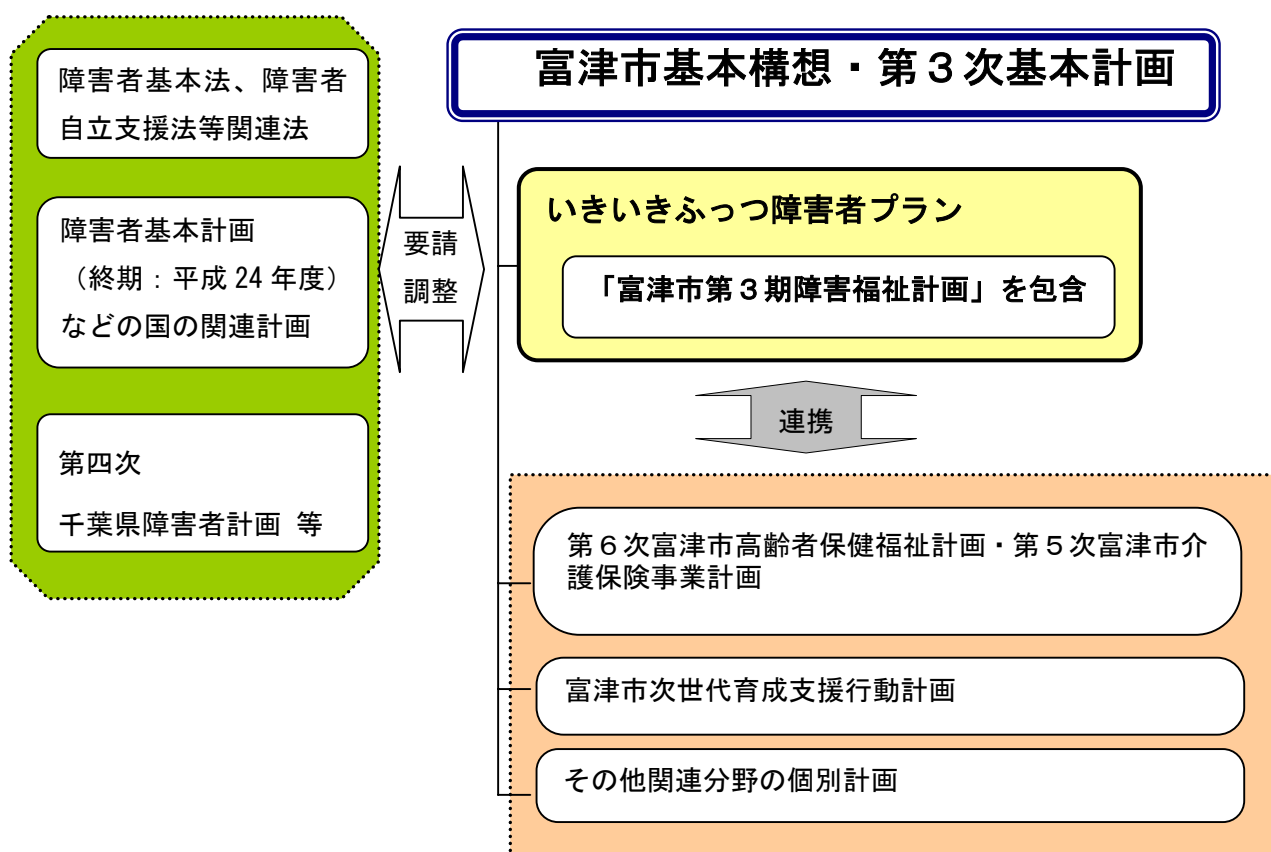 富津市基本構想・第３次基本計画
障害者基本法、障害者
自立支援法等関連法
障害者基本計画
（終期：平成 24 年度）
などの国の関連計画
第四次
千葉県障害者計画 等
要請
調整
いきいきふっつ障害者プラン
「富津市第３期障害福祉計画」を包含
連携
第６次富津市高齢者保健福祉計画・第５次富津市介
護保険事業計画
富津市次世代育成支援行動計画
その他関連分野の個別計画